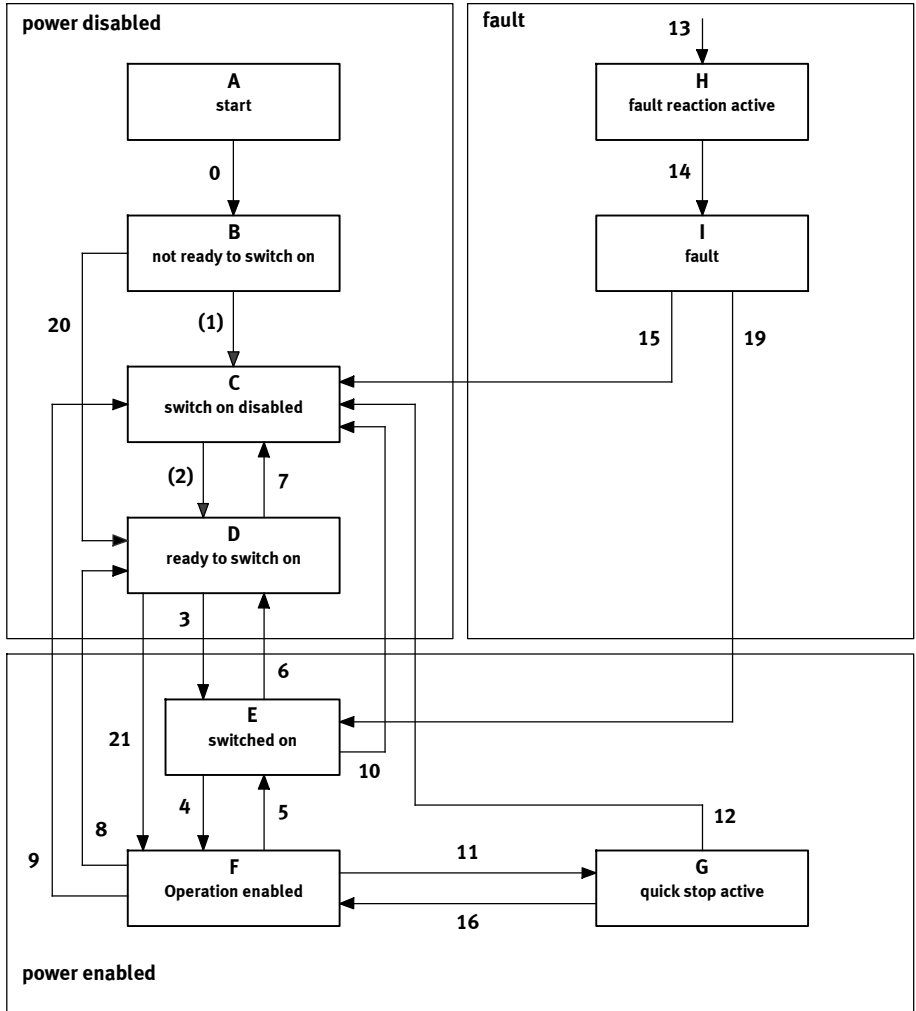 power disabled
A
start
0
B
not ready to switch on
20
(1)
C
switch on disabled
(2)
7
D
ready to switch on
3
6
21
E
switched on
10
4
5
8
9
F
Operation enabled
11
16
12
G
quick stop active
power enabled
fault
13
H
fault reaction active
14
I
fault
15
19